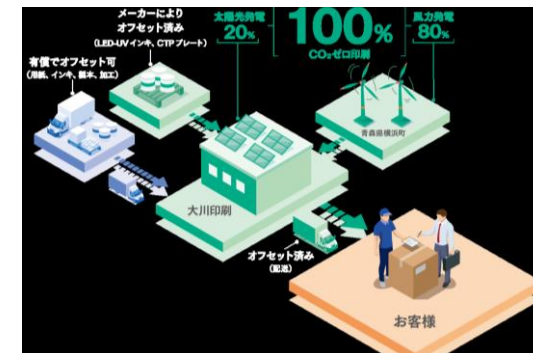 メーカーにより
オフセット済み
(LED-UVインキ、CTPプレート)
太陽光発電
20%
100%
CO₂ゼロ印刷
風力発電
80%
有償でオフセット可
(用紙、インキ、製本、加工)
青森県横浜町
大川印刷
オフセット済み
(配送)
お客様